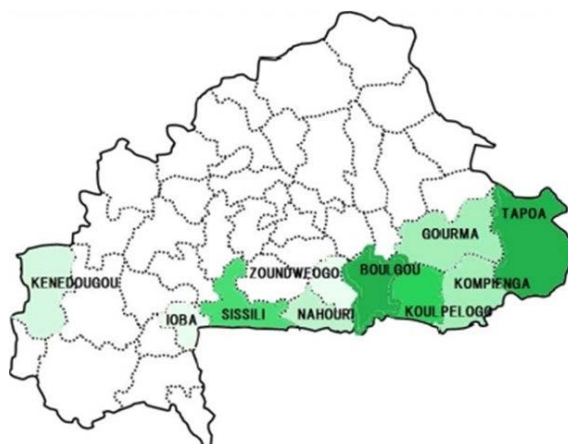 TAPOA
GOURMA
ZOUNDWEOGO
BOULGOU
KENEDOUGOU
KOMPIENGA
IOBA
SISSILI
NAHOURI
KOULPELOGO